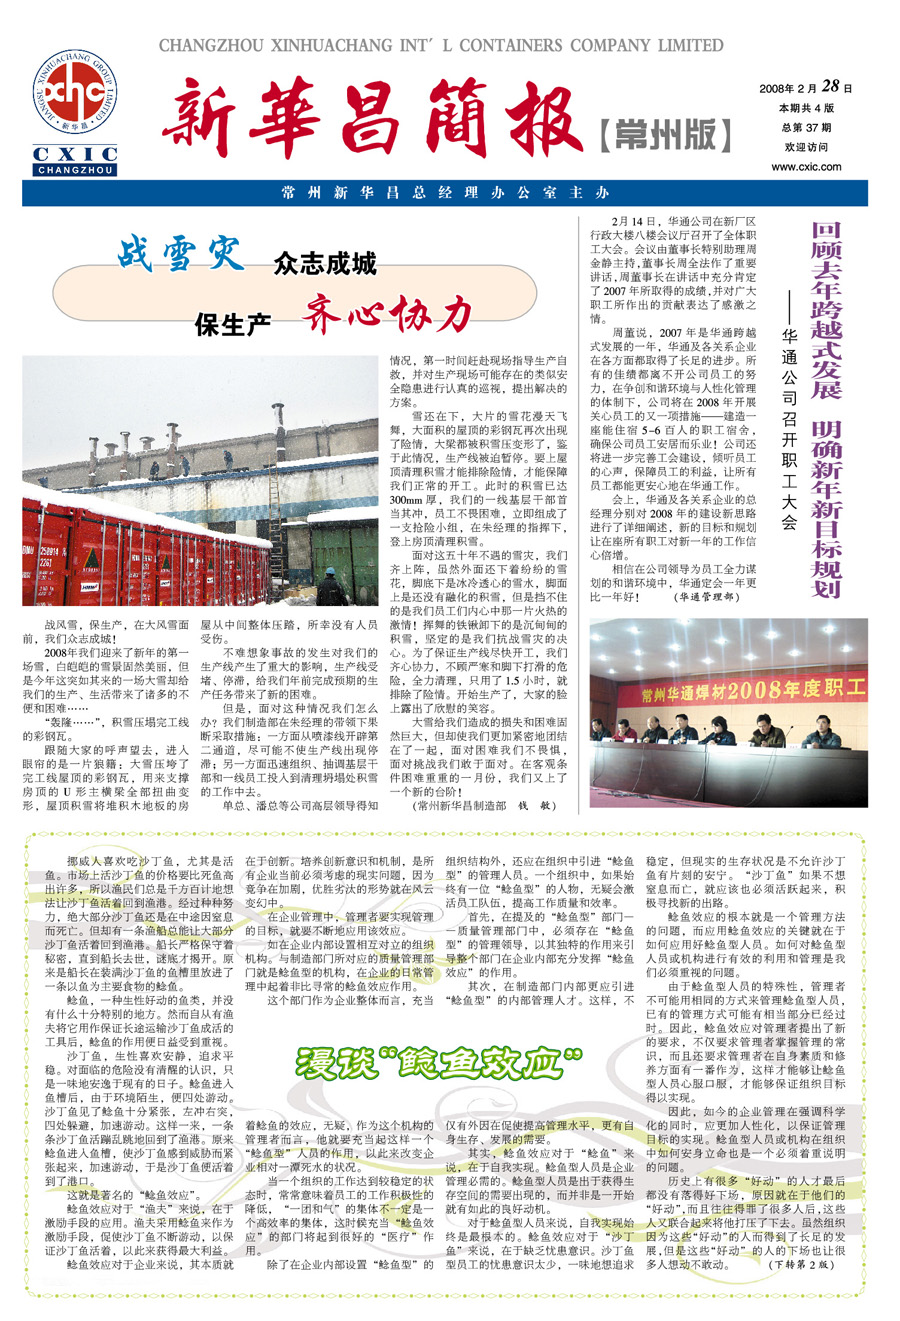 CHANGZHOU XINHUACHANG INT'L CONTAINERS COMPANY LIMITED
JIANGSU XINHUACHANG GROUP LIMITED
xhc
·新华昌·
CXIC
CHANGZHOU
新華昌簡报
【常州版】
2008年2月28日
本期共4版
总第37期
欢迎访问
www.cxic.com
常州新华昌总经理办公室主办
战雪灾 众志成城
保生产 齐心协力
战风雪，保生产，在大风雪面
前，我们众志成城！
2008年我们迎来了新年的第一
场雪，白皑皑的雪景固然美丽，但
是今年这突如其来的一场大雪却给
我们的生产、生活带来了诸多的不
便和困难……
“轰隆……”，积雪压塌完工线
的彩钢瓦。
跟随大家的呼声望去，进入
眼帘的是一片狼籍；大雪压垮了
完工线屋顶的彩钢瓦，用来支撑
房顶的U形主横梁全部扭曲变
形，屋顶积雪将堆积木地板的房
屋从中间整体压踏，所幸没有人员
受伤。
不难想象事故的发生对我们的
生产线产生了重大的影响，生产线受
堵、停滞，给我们年前完成预期的生
产任务带来了新的困难。
但是，面对这种情况我们怎么
办？我们制造部在朱经理的带领下果
断采取措施：一方面从喷漆线开辟第
二通道，尽可能不使生产线出现停
滞；另一方面迅速组织、抽调基层干
部和一线员工投入到清理坍塌处积雪
的工作中去。
单总、潘总等公司高层领导得知
情况，第一时间赶赴现场指导生产自
救，并对生产现场可能存在的类似安
全隐患进行认真的巡视，提出解决的
方案。
雪还在下，大片的雪花漫天飞
舞，大面积的屋顶的彩钢瓦再次出现
了险情，大梁都被积雪压变形了，鉴
于此情况，生产线被迫暂停。要上屋
顶清理积雪才能排除险情，才能保障
我们正常的开工。此时的积雪已达
300mm厚，我们的一线基层干部首
当其冲，员工不畏困难，立即组成了
一支抢险小组，在朱经理的指挥下，
登上房顶清理积雪。
面对这五十年不遇的雪灾，我们
齐上阵，虽然外面还下着纷纷的雪
花，脚底下是冰冷透心的雪水，脚面
上是还没有融化的积雪，但是挡不住
的是我们员工们内心中那一片火热的
激情！挥舞的铁锹卸下的是沉甸甸的
积雪，坚定的是我们抗战雪灾的决
心。为了保证生产线尽快开工，我们
齐心协力，不顾严寒和脚下打滑的危
险，全力清理，只用了1.5小时，就
排除了险情。开始生产了，大家的脸
上露出了欣慰的笑容。
大雪给我们造成的损失和困难固
然巨大，但却使我们更加紧密地团结
在了一起，面对困难我们不畏惧，
面对挑战我们敢于面对。在客观条
件困难重重的一月份，我们又上了
一个新的台阶！
(常州新华昌制造部 钱 敏)
2月14日，华通公司在新厂区
行政大楼八楼会议厅召开了全体职
工大会。会议由董事长特别助理周
金静主持,董事长周全法作了重要
讲话,周董事长在讲话中充分肯定
了2007年所取得的成绩,并对广大
职工所作出的贡献表达了感激之
情。
周董说，2007年是华通跨越
式发展的一年，华通及各关系企业
在各方面都取得了长足的进步。所
有的佳绩都离不开公司员工的努
力，在争创和谐环境与人性化管理
的体制下，公司将在2008年开展
关心员工的又一项措施——建造一
座能住宿5-6百人的职工宿舍，
确保公司员工安居而乐业！公司还
将进一步完善工会建设，倾听员工
的心声，保障员工的利益，让所有
员工都能更安心地在华通工作。
会上，华通及各关系企业的总
经理分别对2008年的建设新思路
进行了详细阐述，新的目标和规划
让在座所有职工对新一年的工作信
心倍增。
相信在公司领导为员工全力谋
划的和谐环境中，华通定会一年更
比一年好！ (华通管理部)
回顾去年跨越式发展 明确新年新目标规划
——华通公司召开职工大会
常州华通焊材2008年度职工
挪威人喜欢吃沙丁鱼，尤其是活
鱼。市场上活沙丁鱼的价格要比死鱼高
出许多，所以渔民们总是千方百计地想
法让沙丁鱼活着回到渔港。经过种种努
力，绝大部分沙丁鱼还是在中途因窒息
而死亡。但却有一条渔船总能让大部分
沙丁鱼活着回到渔港。船长严格保守着
秘密，直到船长去世，谜底才揭开。原
来是船长在装满沙丁鱼的鱼槽里放进了
一条以鱼为主要食物的鲶鱼。
鲶鱼，一种生性好动的鱼类，并没
有什么十分特别的地方。然而自从有渔
夫将它用作保证长途运输沙丁鱼成活的
工具后，鲶鱼的作用便日益受到重视。
沙丁鱼，生性喜欢安静，追求平
稳。对面临的危险没有清醒的认识，只
是一味地安逸于现有的日子。鲶鱼进入
鱼槽后，由于环境陌生，便四处游动。
沙丁鱼见了鲶鱼十分紧张，左冲右突，
四处躲避，加速游动。这样一来，一条
条沙丁鱼活蹦乱跳地回到了渔港。原来
鲶鱼进入鱼槽，使沙丁鱼感到威胁而紧
张起来，加速游动，于是沙丁鱼便活着
到了港口。
这就是著名的“鲶鱼效应”。
鲶鱼效应对于“渔夫”来说，在于
激励手段的应用。渔夫采用鲶鱼来作为
激励手段，促使沙丁鱼不断游动，以保
证沙丁鱼活着，以此来获得最大利益。
鲶鱼效应对于企业来说，其本质就
在于创新。培养创新意识和机制，是所
有企业当前必须考虑的现实问题，因为
竞争在加剧，优胜劣汰的形势就在风云
变幻中。
在企业管理中，管理者要实现管理
的目标，就要不断地应用该效应。
如在企业内部设置相互对立的组织
机构。与制造部门所对应的质量管理部
门就是鲶鱼型的机构，在企业的日常管
理中起着非比寻常的鲶鱼效应作用。
这个部门作为企业整体而言，充当
漫谈“鲶鱼效应”
着鲶鱼的效应，无疑，作为这个机构的
管理者而言，他就要充当起这样一个
“鲶鱼型”人员的作用，以此来改变企
业相对一潭死水的状况。
当一个组织的工作达到较稳定的状
态时，常常意味着员工的工作积极性的
降低，“一团和气”的集体不一定是一
个高效率的集体，这时候充当“鲶鱼效
应”的部门将起到很好的“医疗”作
用。
除了在企业内部设置“鲶鱼型”的
组织结构外，还应在组织中引进“鲶鱼
型”的管理人员。一个组织中，如果始
终有一位“鲶鱼型”的人物，无疑会激
活员工队伍，提高工作质量和效率。
首先，在提及的“鲶鱼型”部门—
—质量管理部门中，必须存在“鲶鱼
型”的管理领导，以其独特的作用来引
导整个部门在企业内部充分发挥“鲶鱼
效应”的作用。
其次，在制造部门内部更应引进
“鲶鱼型”的内部管理人才。这样，不
仅有外因在促使提高管理水平，更有自
身生存、发展的需要。
其实，鲶鱼效应对于“鲶鱼”来
说，在于自我实现。鲶鱼型人员是企业
管理必需的。鲶鱼型人员是出于获得生
存空间的需要出现的，而并非是一开始
就有如此的良好动机。
对于鲶鱼型人员来说，自我实现始
终是最根本的。鲶鱼效应对于“沙丁
鱼”来说，在于缺乏忧患意识。沙丁鱼
型员工的忧患意识太少，一味地想追求
稳定，但现实的生存状况是不允许沙丁
鱼有片刻的安宁。“沙丁鱼”如果不想
窒息而亡，就应该也必须活跃起来，积
极寻找新的出路。
鲶鱼效应的根本就是一个管理方法
的问题，而应用鲶鱼效应的关键就在于
如何应用好鲶鱼型人员。如何对鲶鱼型
人员或机构进行有效的利用和管理是我
们必须重视的问题。
由于鲶鱼型人员的特殊性，管理者
不可能用相同的方式来管理鲶鱼型人员，
已有的管理方式可能有相当部分已经过
时。因此，鲶鱼效应对管理者提出了新
的要求，不仅要求管理者掌握管理的常
识，而且还要求管理者在自身素质和修
养方面有一番作为，这样才能够让鲶鱼
型人员心服口服，才能够保证组织目标
得以实现。
因此，如今的企业管理在强调科学
化的同时，应更加人性化，以保证管理
目标的实现。鲶鱼型人员或机构在组织
中如何安身立命也是一个必须着重说明
的问题。
历史上有很多“好动”的人才最后
都没有落得好下场，原因就在于他们的
“好动”,而且往往得罪了很多人后,这些
人又联合起来将他打压了下去。虽然组织
因为这些“好动”的人而得到了长足的发
展,但是这些“好动”的人的下场也让很
多人想动不敢动。 (下转第2版)